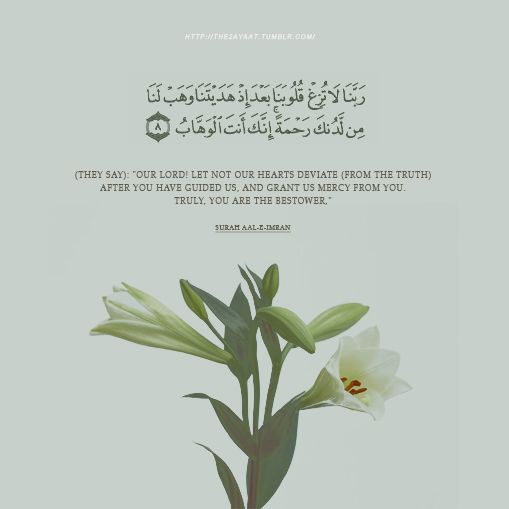 HTTP://THE2AYAAT.TUMBLR.COM/
رَبَّنَا لَا تُزِغْ قُلُوبَنَا بَعْدَ إِذْ هَدَيْتَنَا وَهَبْ لَنَا
مِن لَّدُنكَ رَحْمَةً ۚ إِنَّكَ أَنتَ الْوَهَّابُ ٨
(THEY SAY): "OUR LORD! LET NOT OUR HEARTS DEVIATE (FROM THE TRUTH)
AFTER YOU HAVE GUIDED US, AND GRANT US MERCY FROM YOU.
TRULY, YOU ARE THE BESTOWER,"
SURAH AAL-E-IMRAN